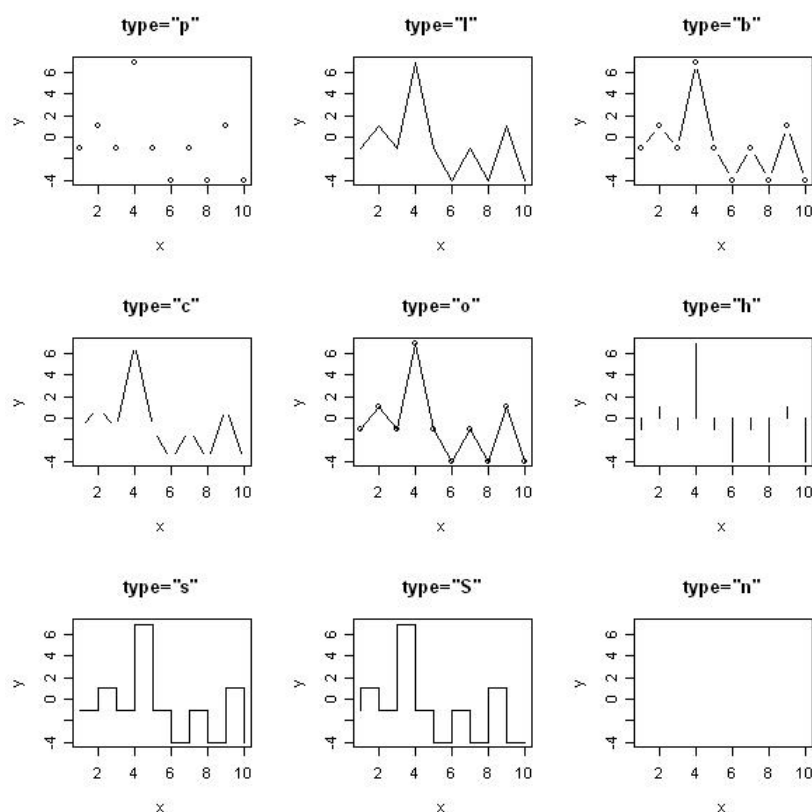 type="p" type="l" type="b"
y 6 4 2 0 -4 y 6 4 2 0 -4 y 6 4 2 0 -4
2 4 6 8 10 2 4 6 8 10 2 4 6 8 10
x x x
type="c" type="o" type="h"
y 6 4 2 0 -4 y 6 4 2 0 -4 y 6 4 2 0 -4
2 4 6 8 10 2 4 6 8 10 2 4 6 8 10
x x x
type="s" type="S" type="n"
y 6 4 2 0 -4 y 6 4 2 0 -4 y 6 4 2 0 -4
2 4 6 8 10 2 4 6 8 10 2 4 6 8 10
x x x